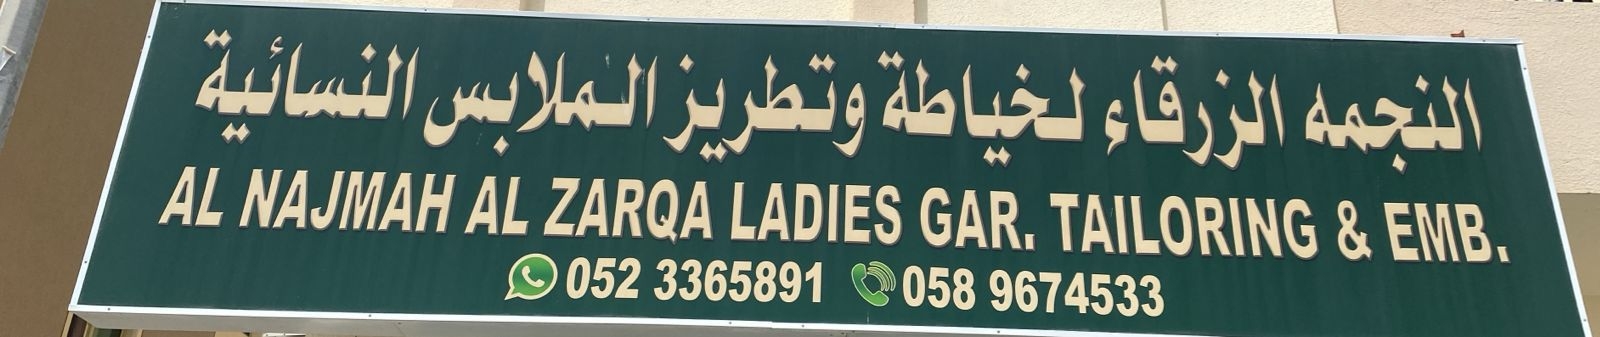 النجمه الزرقاء لخياطة وتطريز الملابس النسائية
AL NAJMAH AL ZARQA LADIES GAR. TAILORING & EMB.
052 3365891 058 9674533